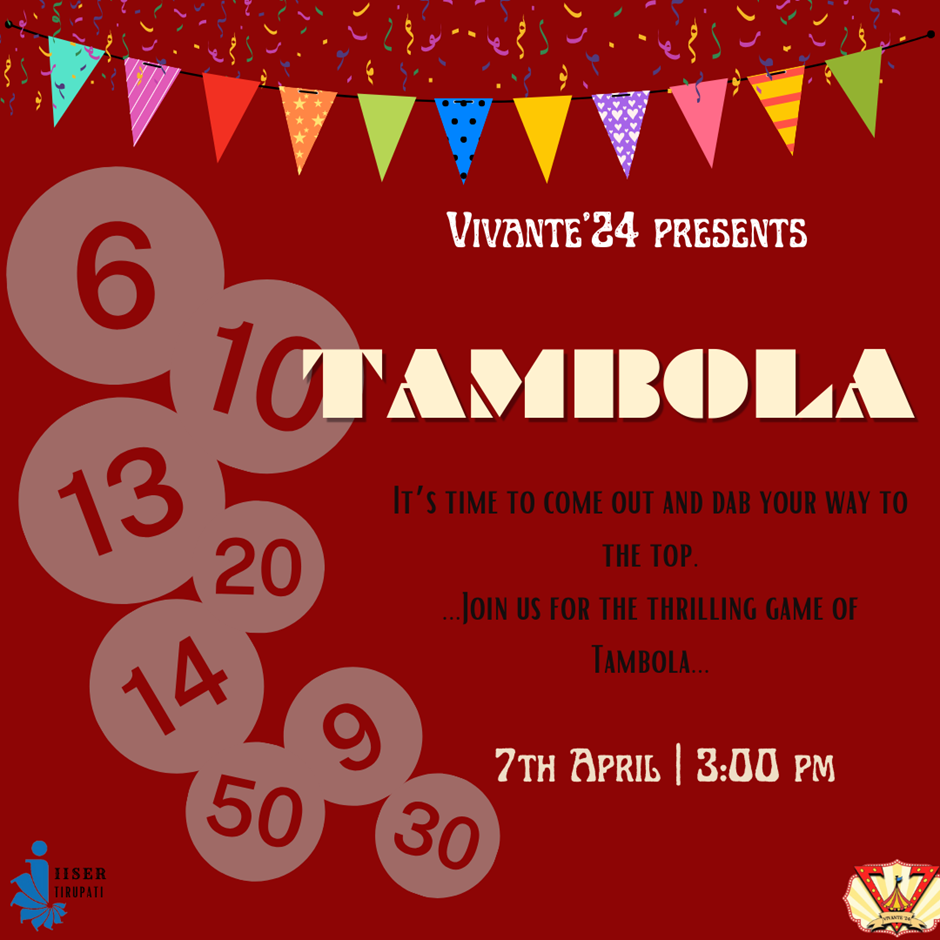 Vivante'24 presents
6
10
TAMBOLA
It's time to come out and dab your way to
the top.
13
20
...Join us for the thrilling game of
Tambola...
14
9
7th April | 3:00 pm
50
30
IISER
TIRUPATI
VIVANTE '24